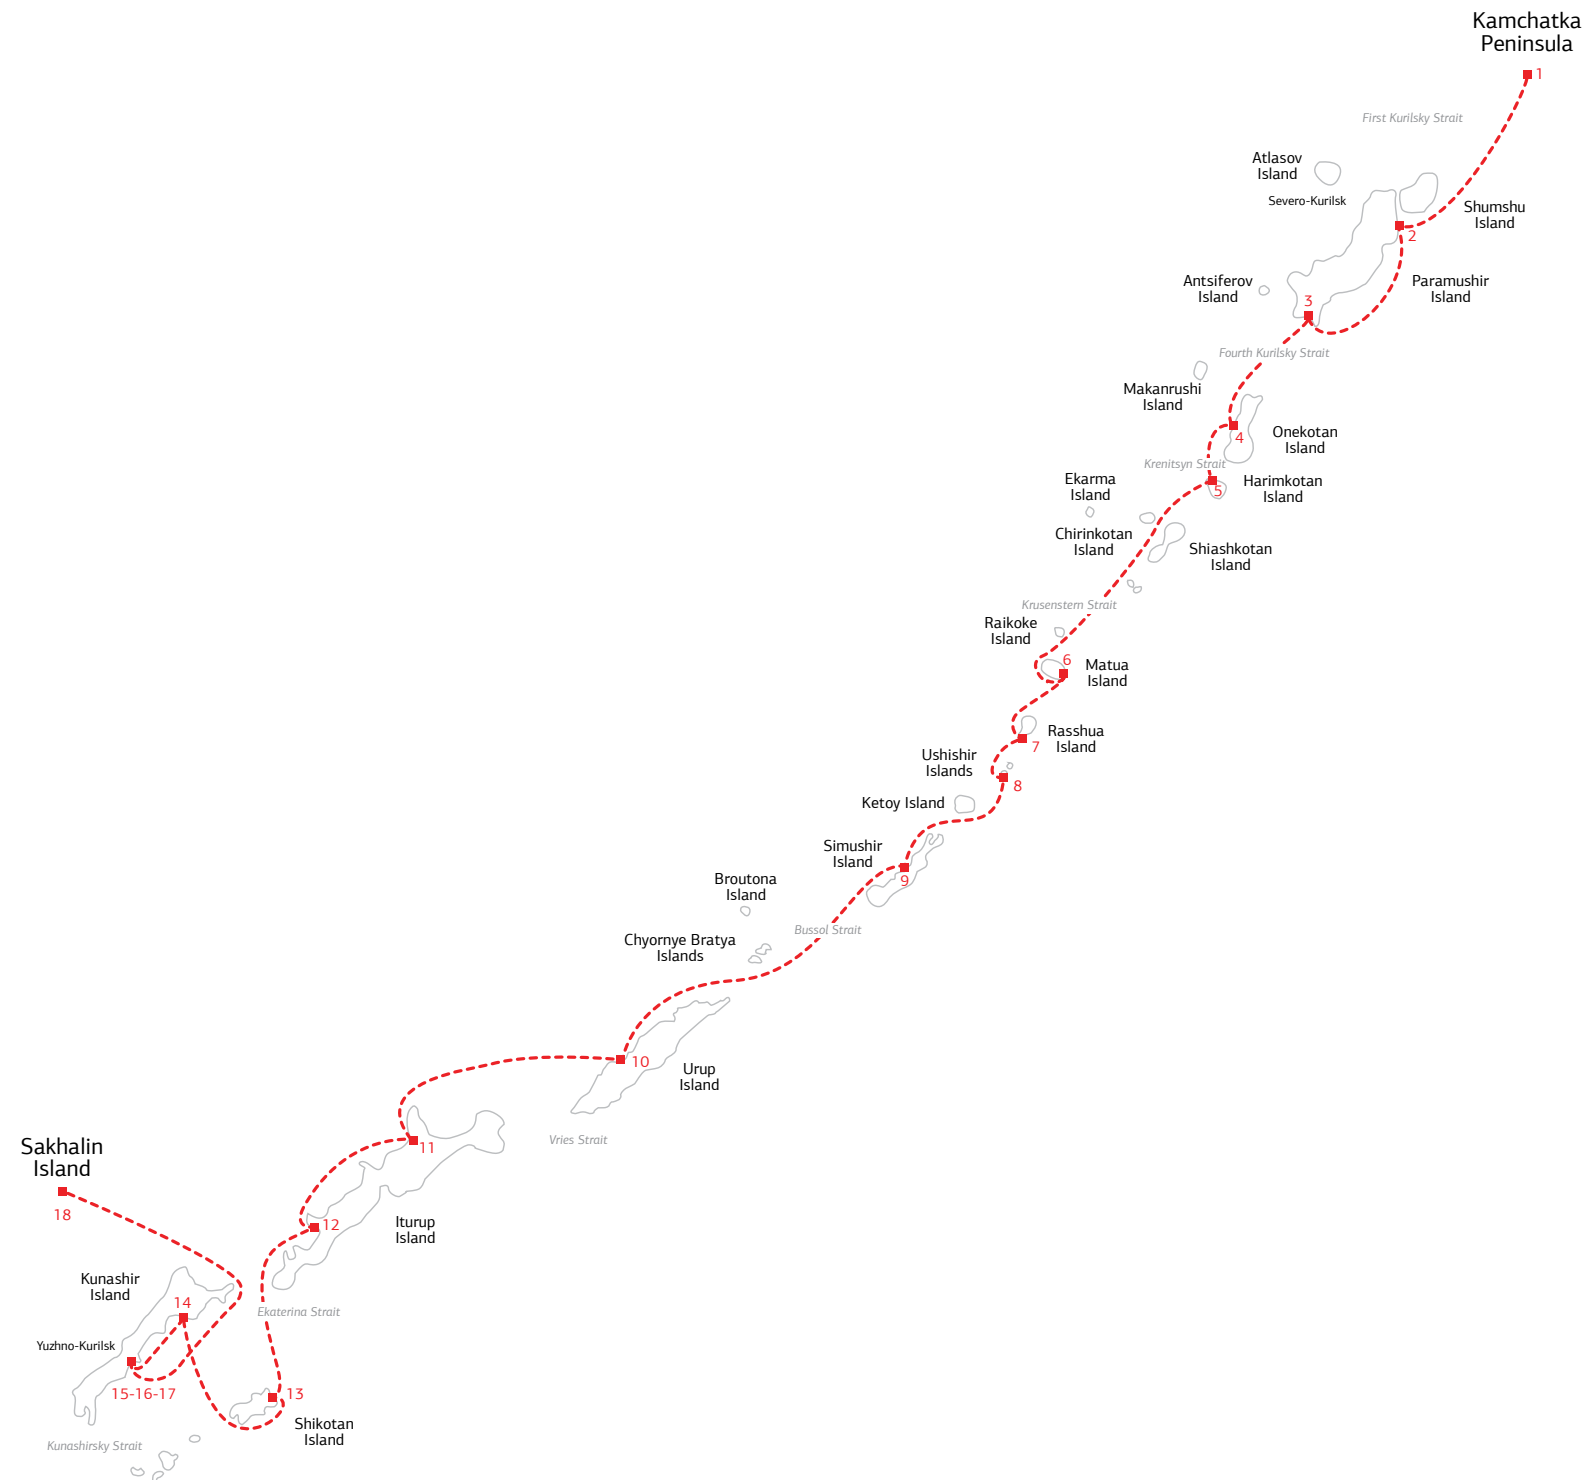 Kamchatka
Peninsula
1
First Kurilsky Strait
Atlasov
Island
Severo-Kurilsk
Shumshu
Island
2
Antsiferov
Island
Paramushir
Island
3
Fourth Kurilsky Strait
Makanrushi
Island
4
Onekotan
Island
Krenitsyn Strait
Ekarma
Island
5
Harimkotan
Island
Chirinkotan
Island
Shiashkotan
Island
Krusenstern Strait
Raikoke
Island
6
Matua
Island
7
Rasshua
Island
Ushishir
Islands
8
Ketoy Island
Simushir
Island
9
Broutona
Island
Bussol Strait
Chyornye Bratya
Islands
10
Urup
Island
Vries Strait
11
Sakhalin
Island
18
12
Iturup
Island
Kunashir
Island
14
Ekaterina Strait
Yuzhno-Kurilsk
15-16-17
13
Shikotan
Island
Kunashirsky Strait